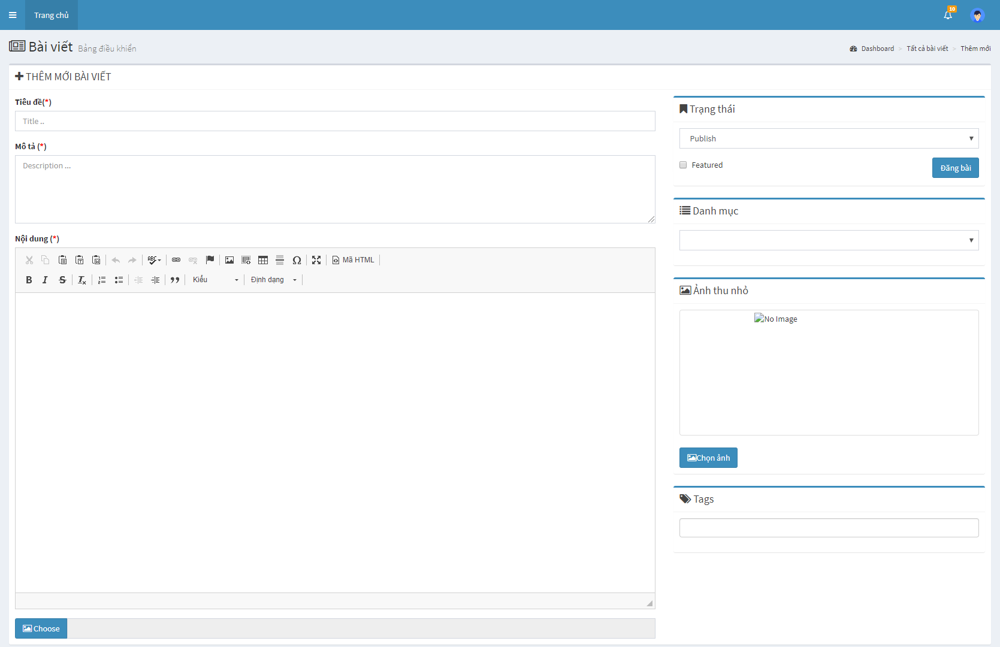 Trang chủ
10
Bài viết Bảng điều khiển
Dashboard > Tất cả bài viết > Thêm mới
THÊM MỚI BÀI VIẾT
Tiêu đề(*)
Title ..
Mô tả (*)
Description ...
Nội dung (*)
ABC
Mã HTML
B I S Tx
Kiểu
Định dạng
Choose
Trạng thái
Publish
Featured
Đăng bài
Danh mục
Ảnh thu nhỏ
No Image
Chọn ảnh
Tags